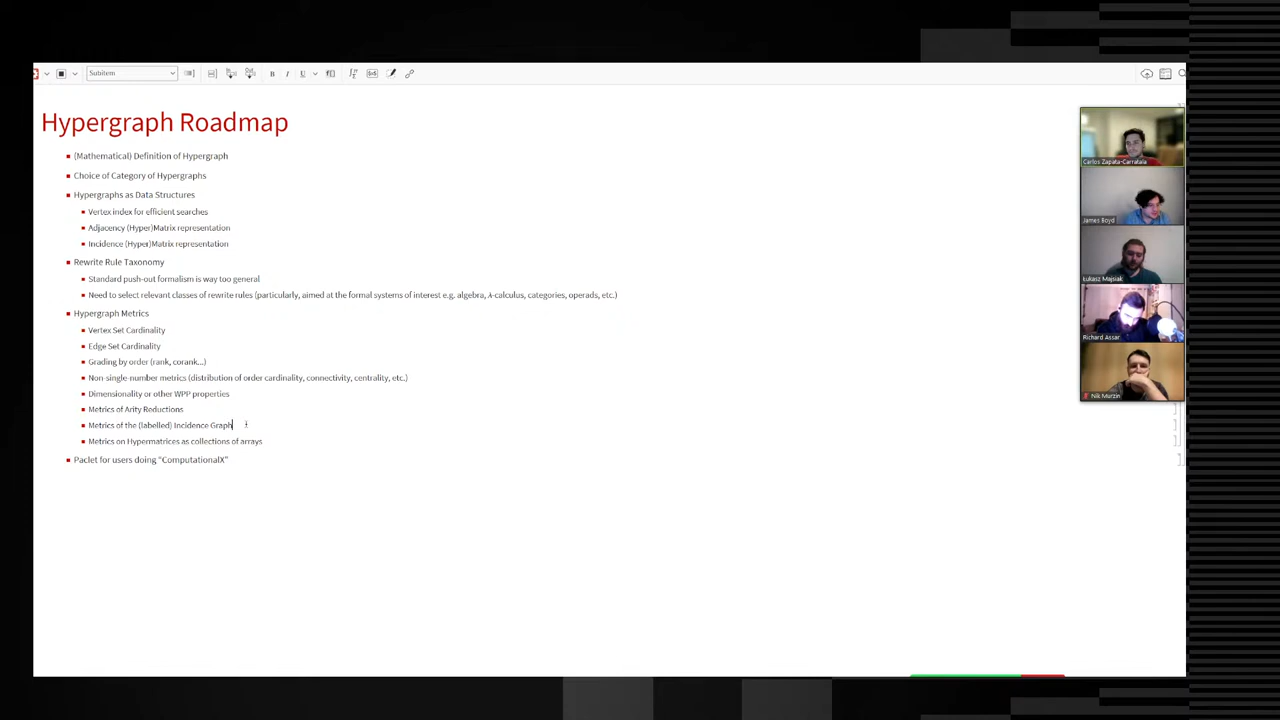 Subitem
B I U
Hypergraph Roadmap
(Mathematical) Definition of Hypergraph
Choice of Category of Hypergraphs
Hypergraphs as Data Structures
Vertex index for efficient searches
Adjacency (Hyper)Matrix representation
Incidence (Hyper)Matrix representation
Rewrite Rule Taxonomy
Standard push-out formalism is way too general
Need to select relevant classes of rewrite rules (particularly, aimed at the formal systems of interest e.g. algebra, λ-calculus, categories, operads, etc.)
Hypergraph Metrics
Vertex Set Cardinality
Edge Set Cardinality
Grading by order (rank, corank...)
Non-single-number metrics (distribution of order cardinality, connectivity, centrality, etc.)
Dimensionality or other WPP properties
Metrics of Arity Reductions
Metrics of the (labelled) Incidence Graph
Metrics on Hypermatrices as collections of arrays
Paclet for users doing "ComputationalX"
Carlos Zapata-Carratala
James Boyd
Łukasz Majsiak
Richard Assar
Nik Murzin